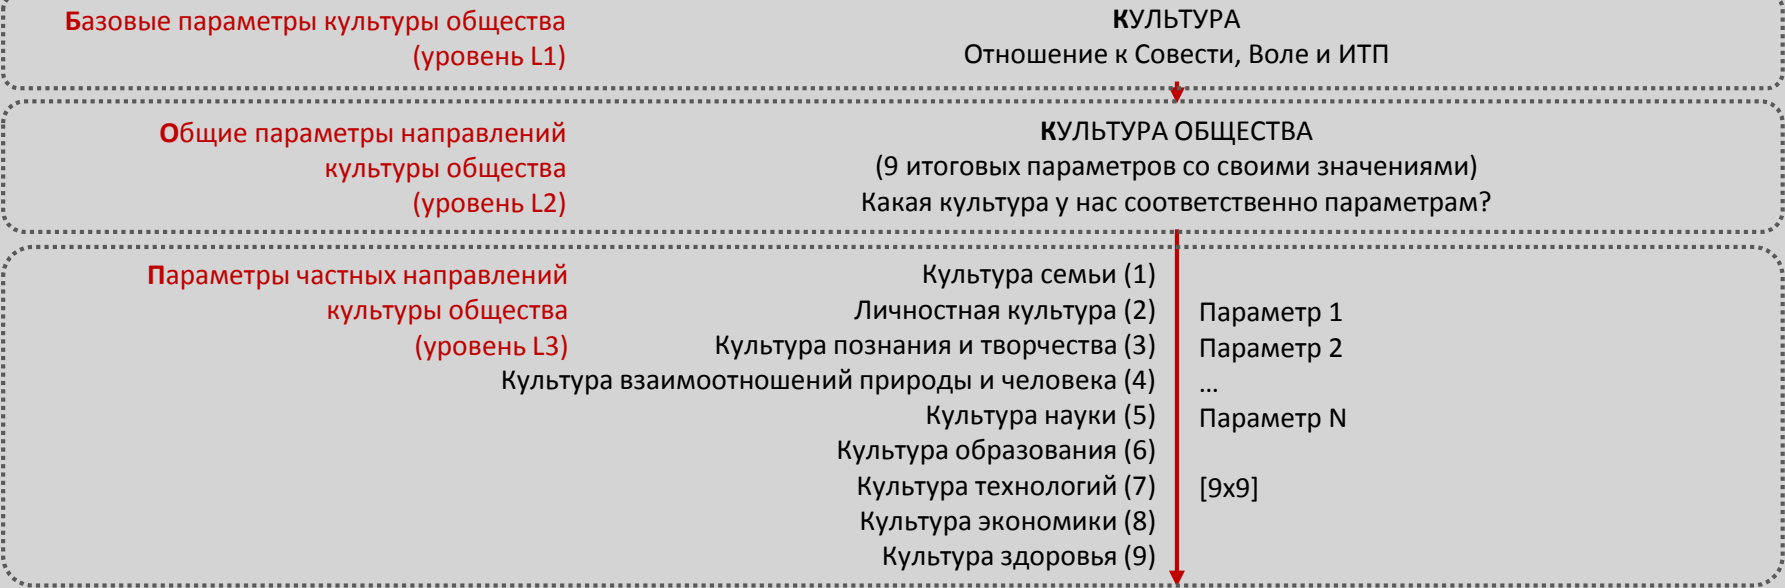 Базовые параметры культуры общества
(уровень L1)
КУЛЬТУРА
Отношение к Совести, Воле и ИТП
Общие параметры направлений
культуры общества
(уровень L2)
КУЛЬТУРА ОБЩЕСТВА
(9 итоговых параметров со своими значениями)
Какая культура у нас соответственно параметрам?
Параметры частных направлений
культуры общества
(уровень L3)
Культура семьи (1)
Личностная культура (2)
Культура познания и творчества (3)
Культура взаимоотношений природы и человека (4)
Культура науки (5)
Культура образования (6)
Культура технологий (7)
Культура экономики (8)
Культура здоровья (9)
Параметр 1
Параметр 2
…
Параметр N
[9x9]